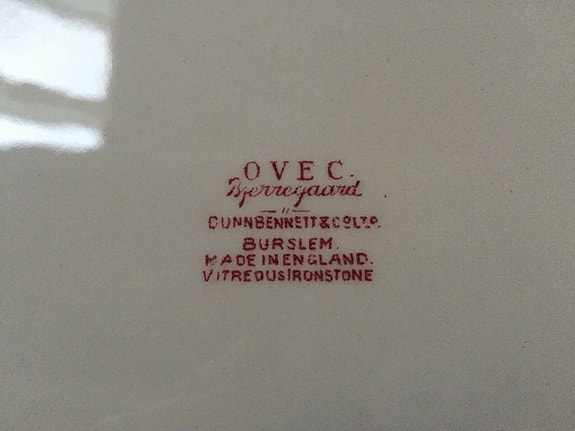 OVEC.
Bjerregaard
"
DUNN BENNETT & CO LTD.
BURSLEM.
MADE IN ENGLAND.
VITREOUS IRONSTONE